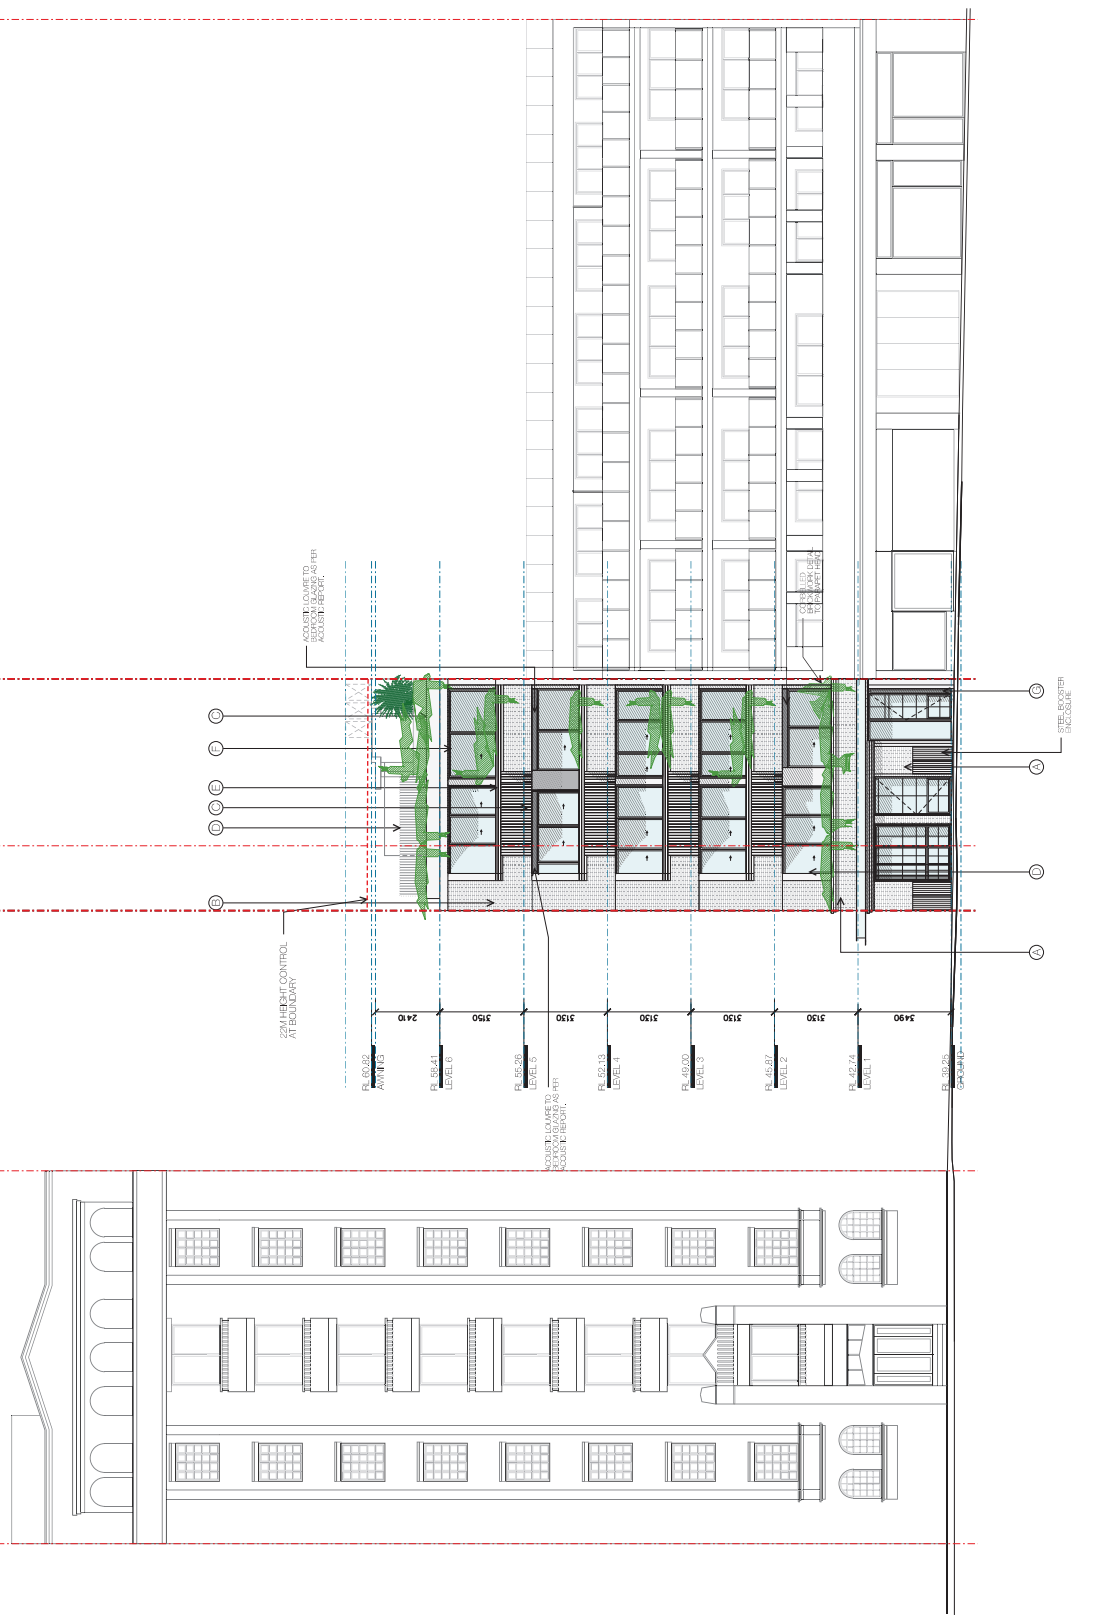 ACOUSTIC LOUVRE TO
BEDROOM GLAZING AS PER
ACOUSTIC REPORT.
CORBELLED
BRICKWORK DETAIL
TO PARAPET HEAD
C
F
E
C
D
B
G
STEEL BOOSTER
ENCLOSURE
A
D
A
22M HEIGHT CONTROL
AT BOUNDARY
2410
3150
3130
3130
3130
3130
3490
RL 60.82
AWNING
RL 58.41
LEVEL 6
RL 55.26
LEVEL 5
RL 52.13
LEVEL 4
RL 49.00
LEVEL 3
RL 45.87
LEVEL 2
RL 42.74
LEVEL 1
RL 39.25
GROUND
ACOUSTIC LOUVRE TO
BEDROOM GLAZING AS PER
ACOUSTIC REPORT.